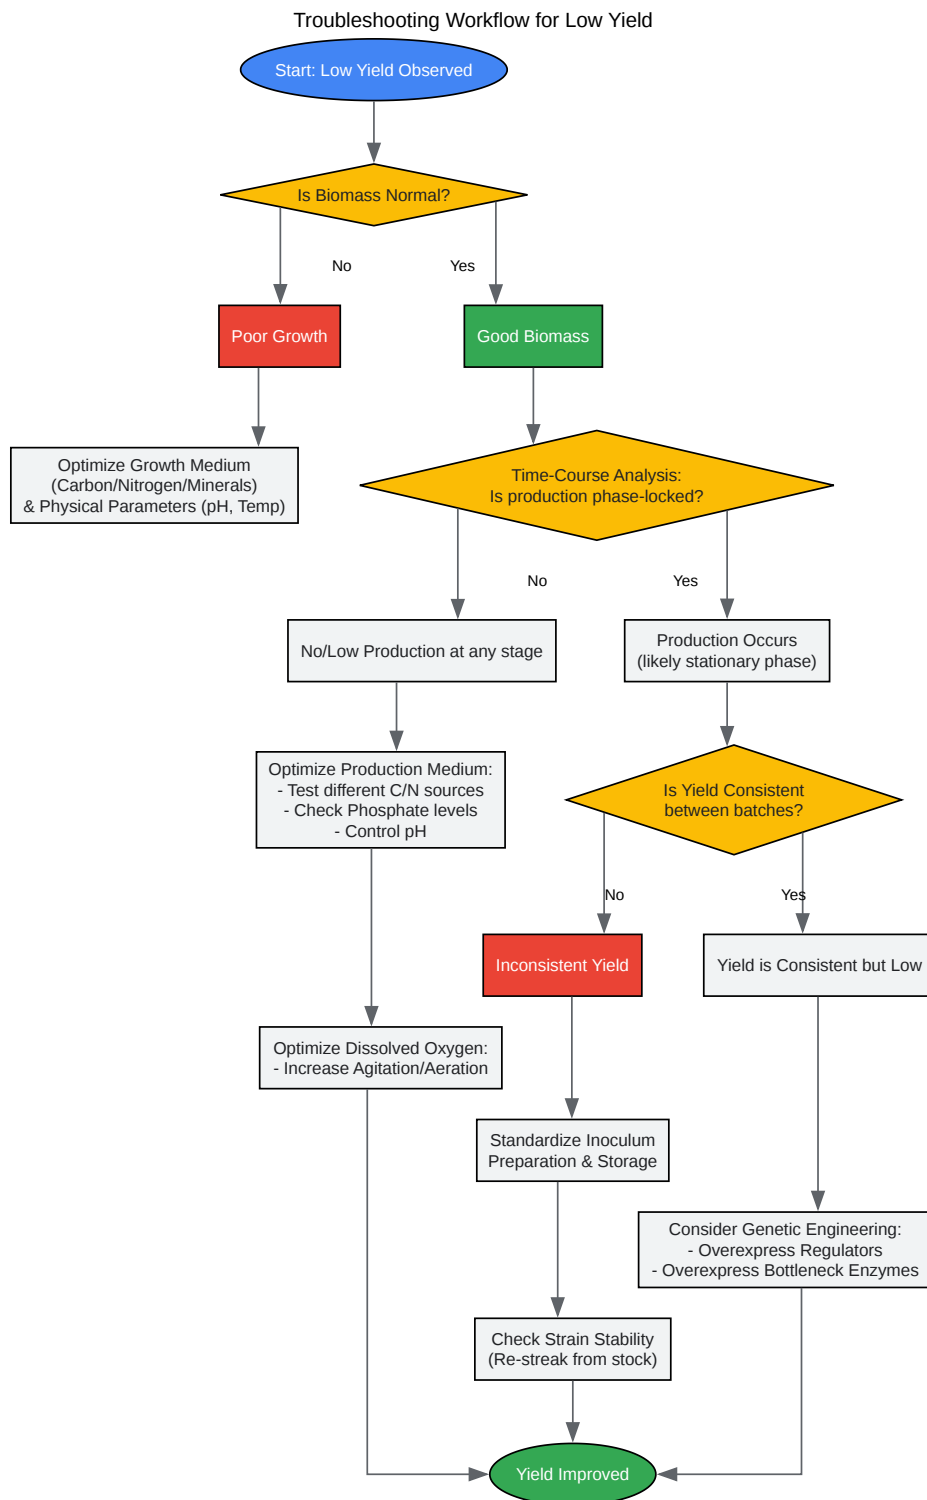 Troubleshooting Workflow for Low Yield
Start: Low Yield Observed
Is Biomass Normal?
No
Yes
Poor Growth
Good Biomass
Optimize Growth Medium
(Carbon/Nitrogen/Minerals)
& Physical Parameters (pH, Temp)
Time-Course Analysis:
Is production phase-locked?
No
Yes
No/Low Production at any stage
Production Occurs
(likely stationary phase)
Optimize Production Medium:
- Test different C/N sources
- Check Phosphate levels
- Control pH
Is Yield Consistent
between batches?
No
Yes
Inconsistent Yield
Yield is Consistent but Low
Optimize Dissolved Oxygen:
- Increase Agitation/Aeration
Standardize Inoculum
Preparation & Storage
Consider Genetic Engineering:
- Overexpress Regulators
- Overexpress Bottleneck Enzymes
Check Strain Stability
(Re-streak from stock)
Yield Improved